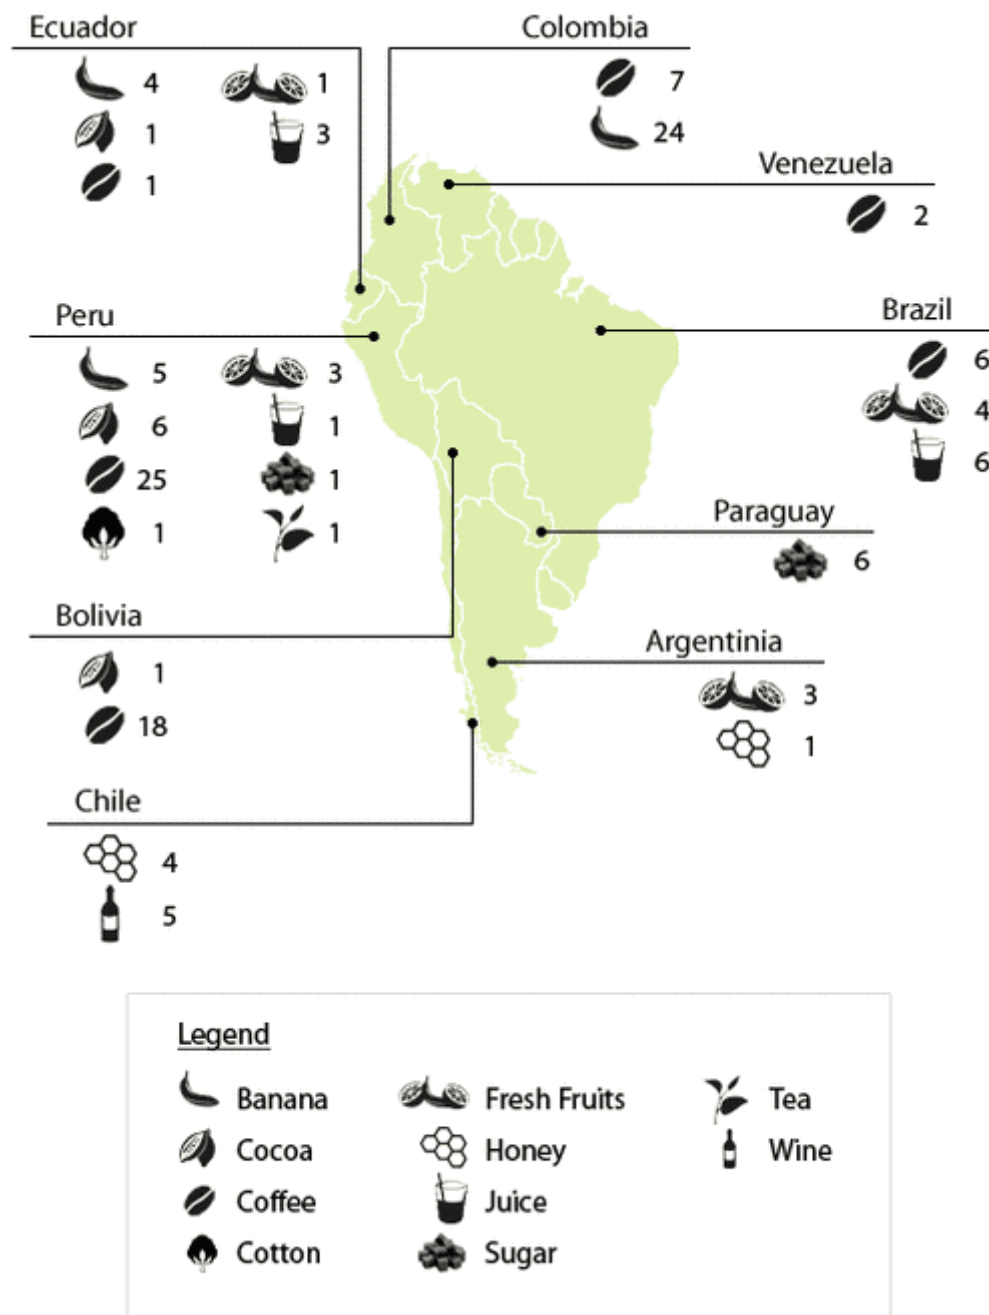 Ecuador
4 1
1 3
1
Colombia
7
24
Venezuela
2
Peru
5 3
6 1
25 1
1 1
Brazil
6
4
6
Paraguay
6
Bolivia
1
18
Argentinia
3
1
Chile
4
5
Legend
Banana Fresh Fruits Tea
Cocoa Honey Wine
Coffee Juice
Cotton Sugar